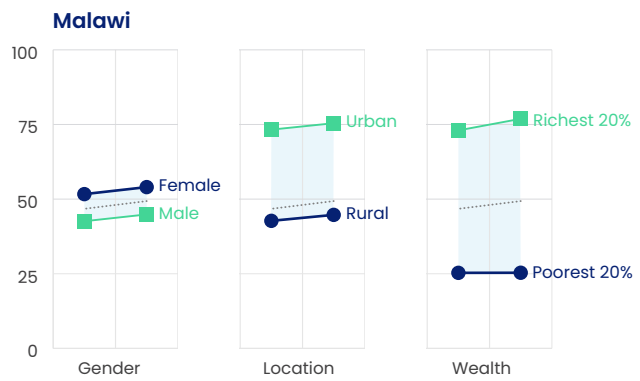 Malawi
100
75
50
25
0
Female
Male
Gender
Urban
Rural
Location
Richest 20%
Poorest 20%
Wealth